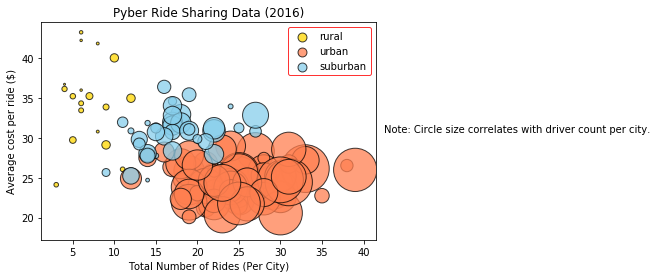 Pyber Ride Sharing Data (2016)
rural
urban
suburban
40
35
30
25
20
Average cost per ride ($)
5
10
15
20
25
30
35
40
Total Number of Rides (Per City)
Note: Circle size correlates with driver count per city.